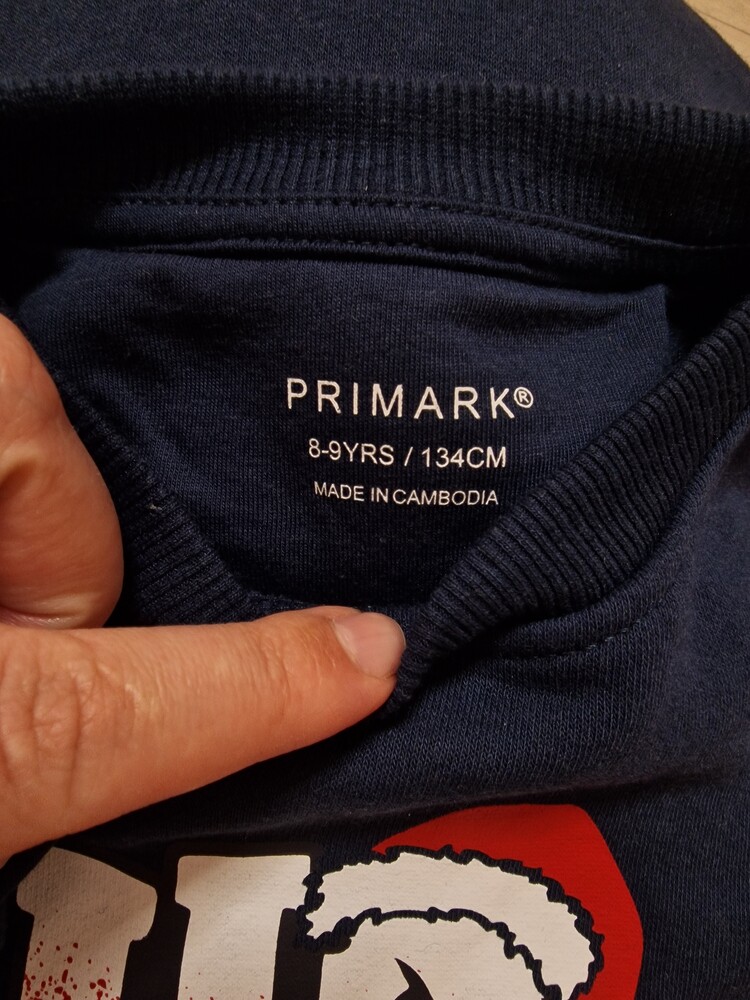 PRIMARK®
8-9YRS / 134CM
MADE IN CAMBODIA